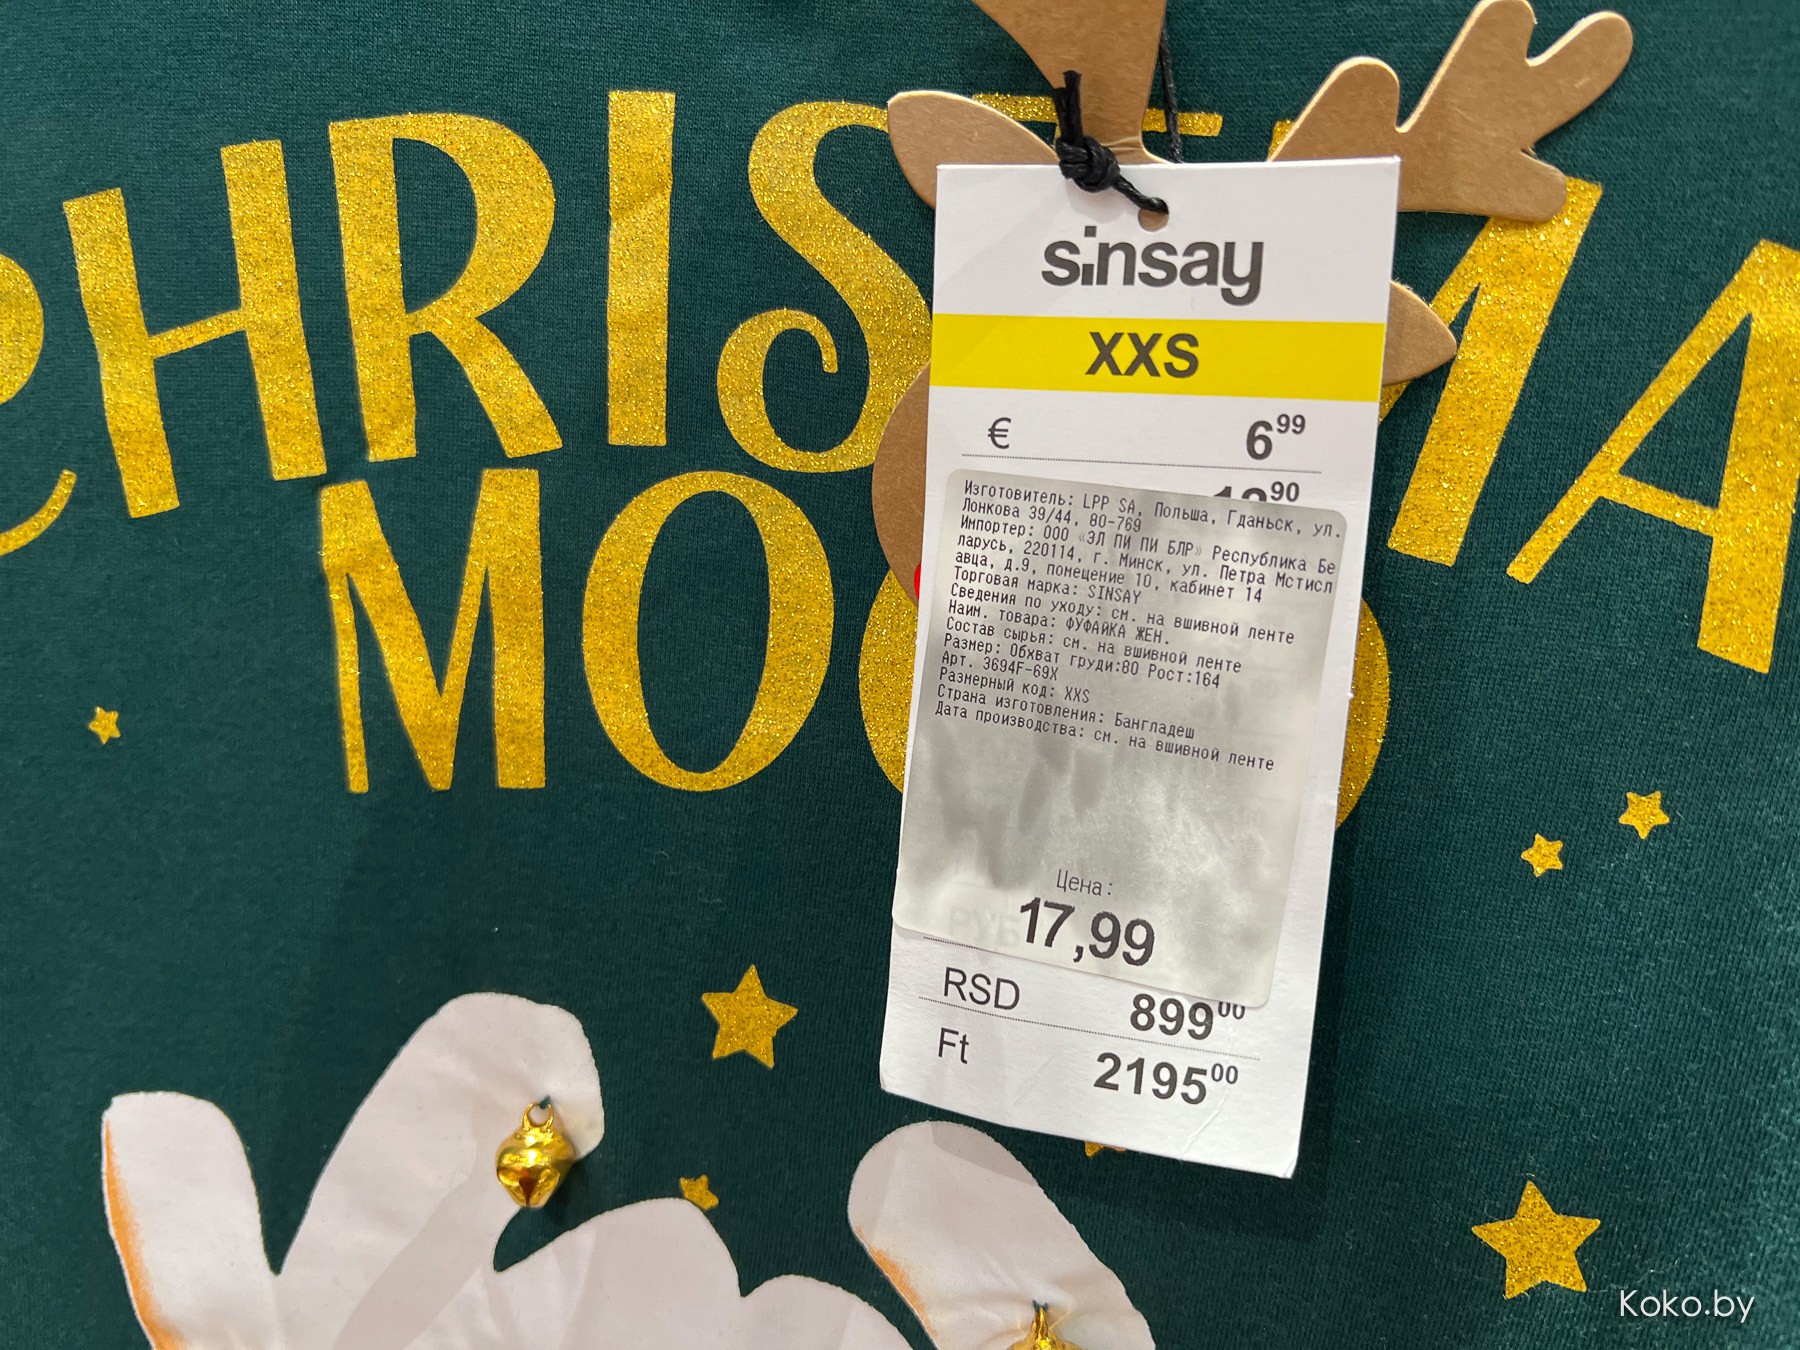 CHRIS
MO
sinsay
XXS
€ 6 99
90
Изготовитель: LPP SA, Польша, Гданьск, ул.
Лонкова 39/44, 80-769
Импортер: ООО «ЭЛ ПИ ПИ БЛР» Республика Бе
ларусь, 220114, г. Минск, ул. Петра Мстисл
авца, д.9, помещение 10, кабинет 14
Торговая марка: SINSAY
Сведения по уходу: см. на вшивной ленте
Наим. товара: ФУФАЙКА ЖЕН.
Состав сырья: см. на вшивной ленте
Размер: Обхват груди:80 Рост:164
Арт. 3694F-69X
Размерный код: XXS
Страна изготовления: Бангладеш
Дата производства: см. на вшивной ленте
Цена:
17,99
RSD 899 00
Ft 2195 00
Koko.by